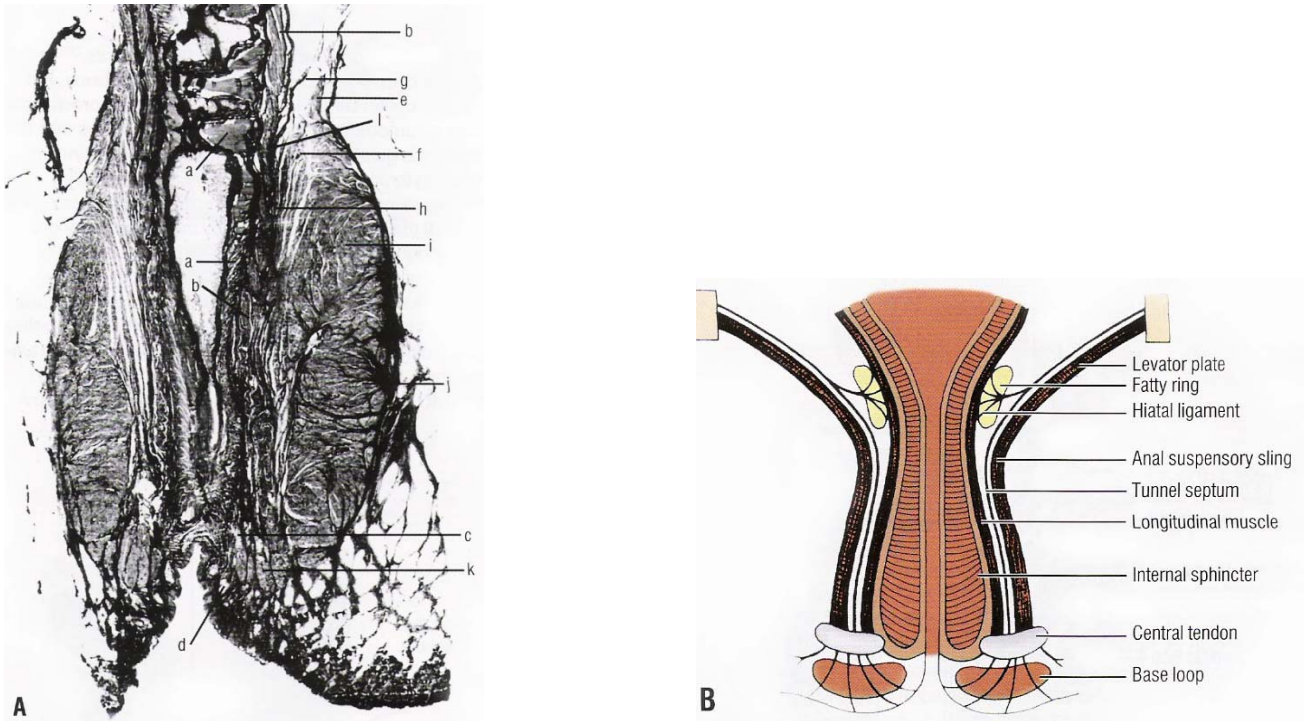 b
g
e
l
a
f
h
i
a
b
j
c
k
d
A
Levator plate
Fatty ring
Hiatal ligament
Anal suspensory sling
Tunnel septum
Longitudinal muscle
Internal sphincter
Central tendon
Base loop
B